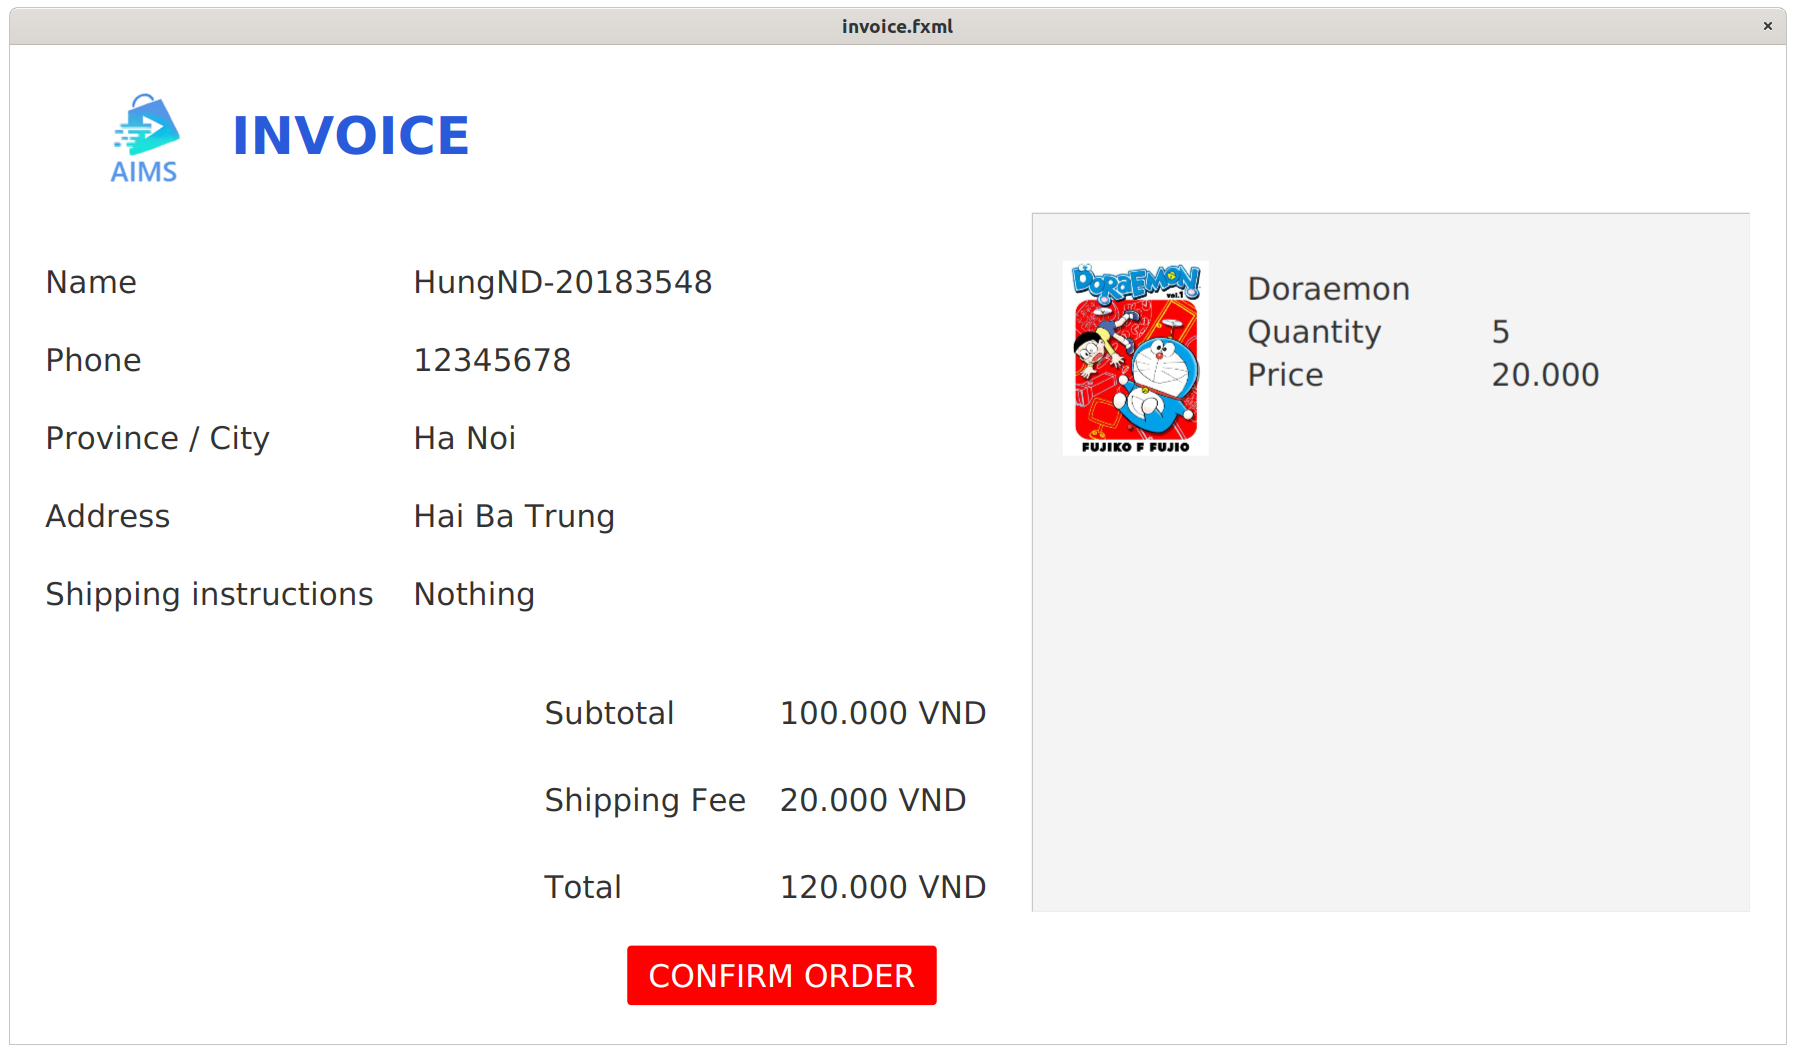 invoice.fxml
×
AIMS
INVOICE
Name HungND-20183548
Phone 12345678
Province / City Ha Noi
Address Hai Ba Trung
Shipping instructions Nothing
Subtotal 100.000 VND
Shipping Fee 20.000 VND
Total 120.000 VND
CONFIRM ORDER
DORAEMON
vol.1
FUJIKO F FUJIO
Doraemon
Quantity 5
Price 20.000